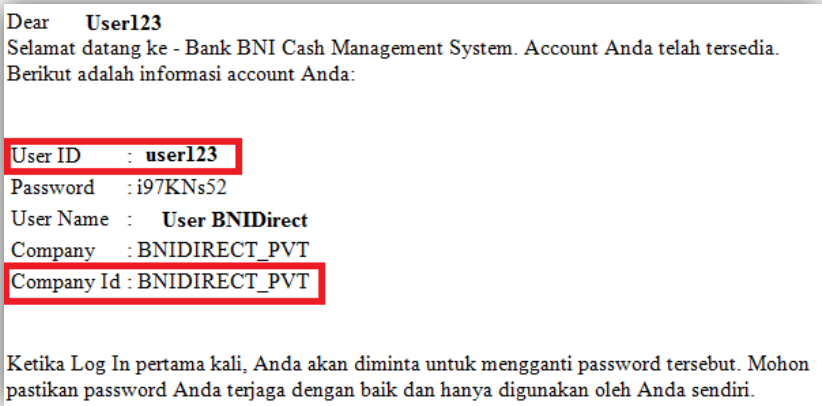 Dear User123
Selamat datang ke - Bank BNI Cash Management System. Account Anda telah tersedia.
Berikut adalah informasi account Anda:
User ID : user123
Password : i97KNs52
User Name : User BNIDirect
Company : BNIDIRECT_PVT
Company Id : BNIDIRECT_PVT
Ketika Log In pertama kali, Anda akan diminta untuk mengganti password tersebut. Mohon
pastikan password Anda terjaga dengan baik dan hanya digunakan oleh Anda sendiri.